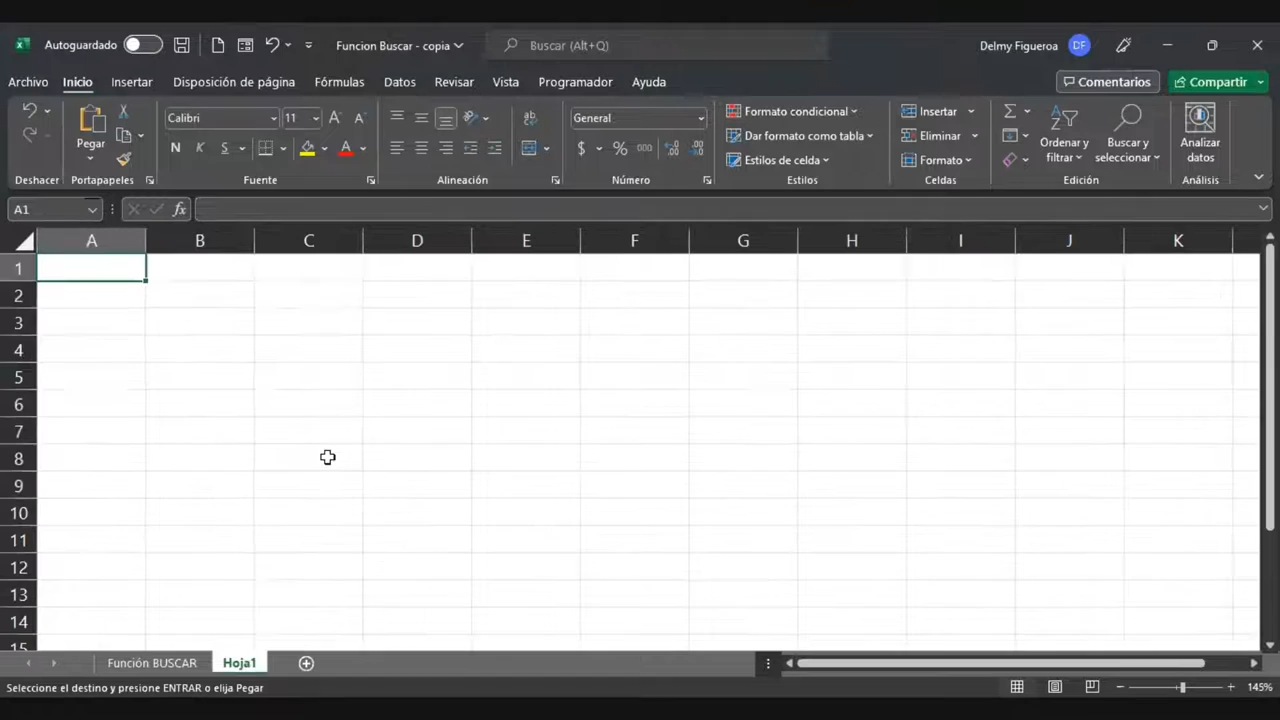 Autoguardado Funcion Buscar - copia Buscar (Alt+Q) Delmy Figueroa DF
Archivo Inicio Insertar Disposición de página Fórmulas Datos Revisar Vista Programador Ayuda Comentarios Compartir
Calibri 11 General Formato condicional Insertar
Pegar Dar formato como tabla Eliminar Ordenar y filtrar Buscar y seleccionar Analizar datos
N K S $ % 000 Estilos de celda Formato
Deshacer Portapapeles Fuente Alineación Número Estilos Celdas Edición Análisis
A1 fx
A B C D E F G H I J K
1
2
3
4
5
6
7
8
9
10
11
12
13
14
15
Función BUSCAR Hoja1
Seleccione el destino y presione ENTRAR o elija Pegar 145%